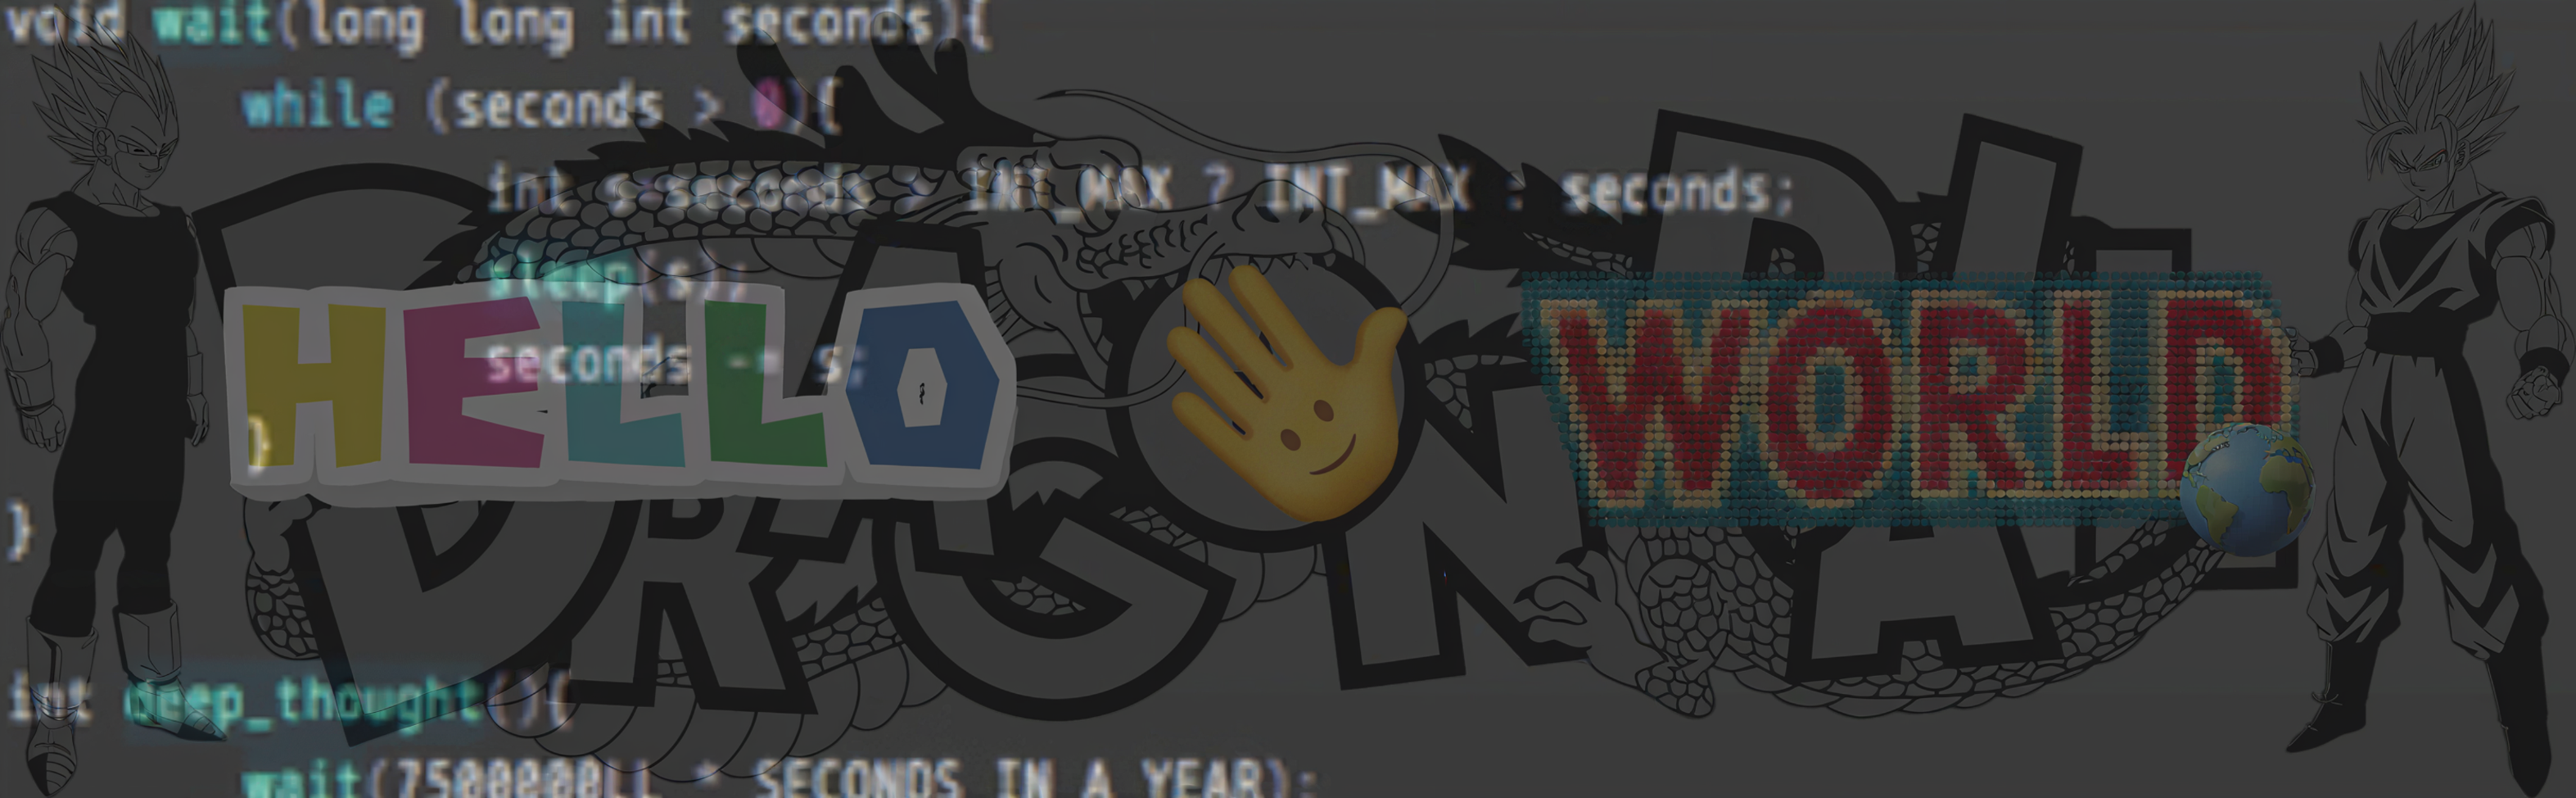 void wait(long long int seconds){
while (seconds > 0){
int s=seconds > INT_MAX ? INT_MAX : seconds;
sleep(s);
seconds -= s;
}
}
int deep_thought(){
wait(7500000LL * SECONDS_IN_A_YEAR);
HELLO WORLD
DRAGON BALL